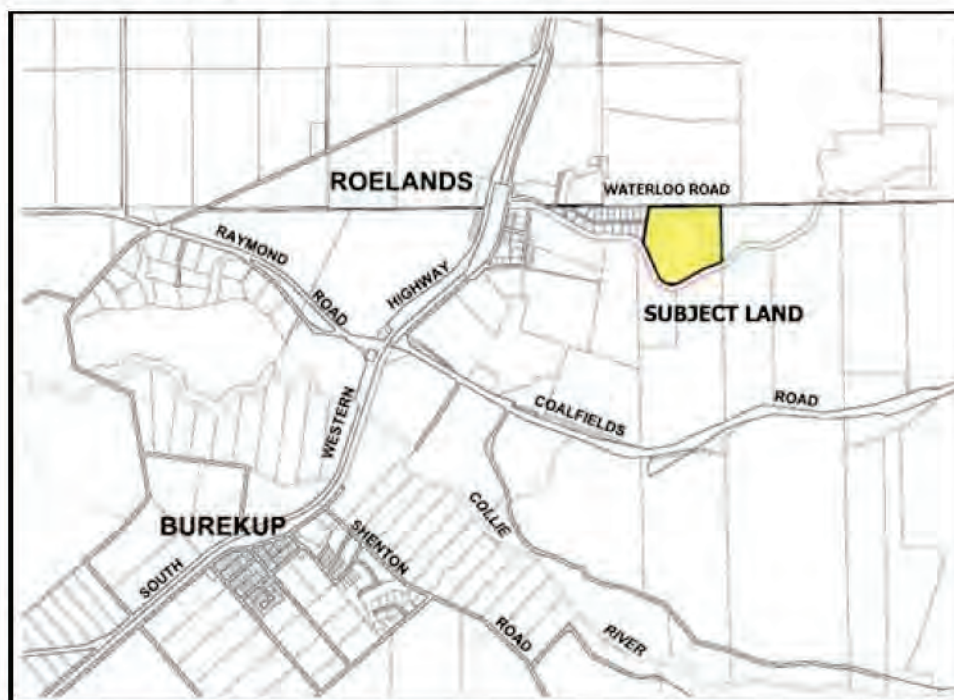 ROELANDS
WATERLOO ROAD
RAYMOND
ROAD
HIGHWAY
SUBJECT LAND
WESTERN
COALFIELDS
ROAD
BUREKUP
SOUTH
SHENTON
ROAD
COLLIE
RIVER